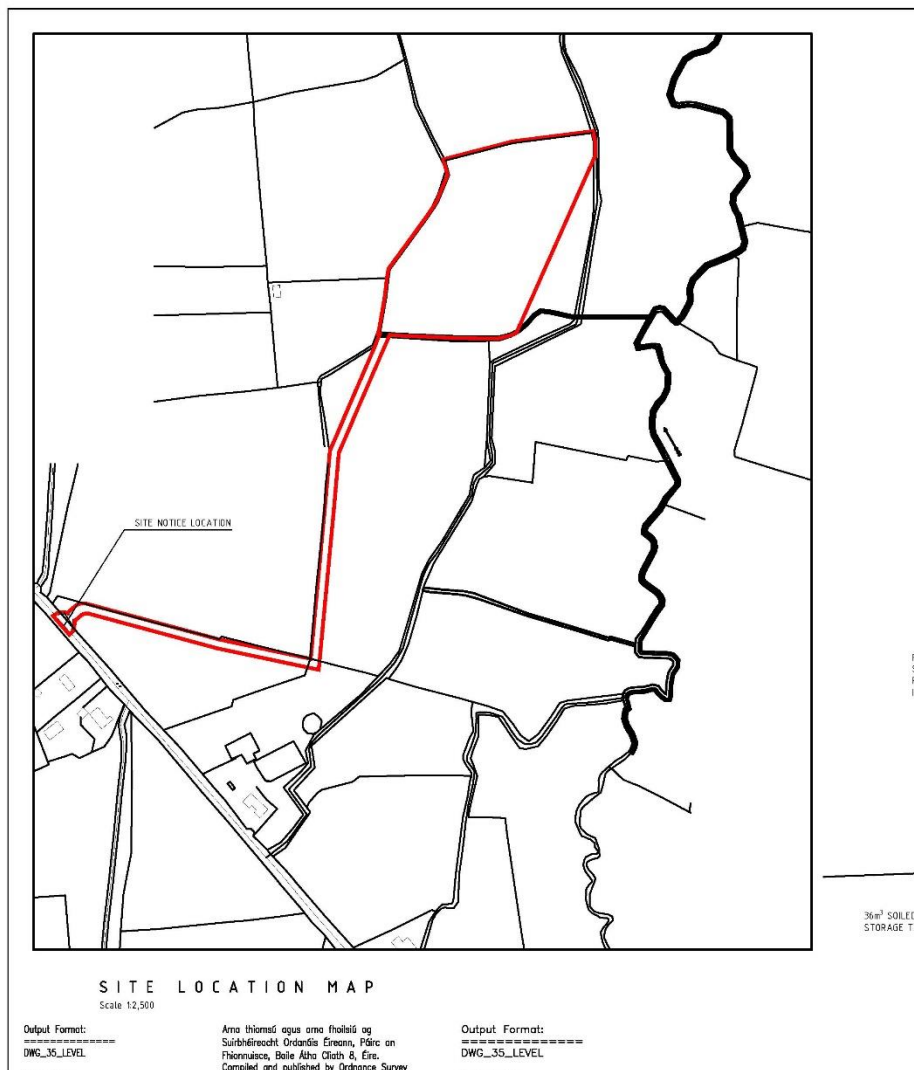 SITE NOTICE LOCATION
36m³ SOILED
STORAGE T
SITE LOCATION MAP
Scale 1:2,500
Output Format:
==============
DWG_35_LEVEL
Arna thiomsú agus arna fhoilsiú ag
Suirbhéireacht Ordanáis Éireann, Páirc an
Fhionnuisce, Baile Átha Cliath 8, Éire.
Compiled and published by Ordnance Survey
Output Format:
==============
DWG_35_LEVEL